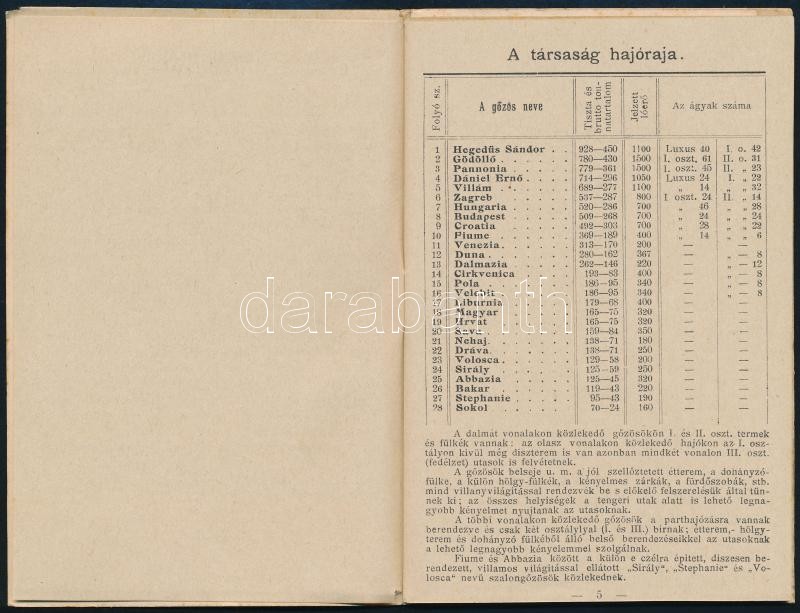 A társaság hajóraja.
Folyó sz. A gőzös neve Tiszta és brutto tonnatartalom Jelzett lőerő Az ágyak száma
1 Hegedüs Sándor . . 928—450 1100 Luxus 40 I. o. 42
2 Gödöllő . . . . . 780—430 1500 I. oszt. 61 II. o. 31
3 Pannonia . . . . . 779—361 1500 I. oszt. 45 II. „ 23
4 Dániel Ernő . . . . 714—296 1050 Luxus 24 I. „ 22
5 Villám . . . . . 689—277 1100 „ 14 „ „ 32
6 Zagreb . . . . . 537—287 800 I. oszt. 24 II. „ 14
7 Hungaria . . . . . 520—286 700 „ 46 „ „ 28
8 Budapest . . . . . 509—268 700 „ 24 „ „ 24
9 Croatia . . . . . 492—303 700 „ 28 „ „ 22
10 Fiume . . . . . 369—189 400 „ 14 „ „ 6
11 Venezia . . . . . 313—170 200 — —
12 Duna . . . . . 280—162 367 — „ — 8
13 Dalmazia . . . . . 262—146 220 — „ — 12
14 Cirkvenica . . . . 193—83 400 — „ — 8
15 Pola . . . . . 186—95 340 — „ — 8
16 Velebit . . . . . 186—95 340 — „ — 8
17 Liburnia . . . . . 179—68 400 — —
18 Magyar . . . . . 165—75 320 — —
19 Hrvát . . . . . 165—75 320 — —
20 Sava . . . . . 159—84 350 — —
21 Nehaj . . . . . 138—71 180 — —
22 Dráva . . . . . 138—71 250 — —
23 Volosca . . . . . 129—58 200 — —
24 Sirály . . . . . 125—59 250 — —
25 Abbazia . . . . . 125—45 320 — —
26 Bakar . . . . . 119—43 220 — —
27 Stephanie . . . . 95—43 190 — —
28 Sokol . . . . . 70—24 160 — —
A dalmát vonalakon közlekedő gőzösökön I. és II. oszt. termek
és fülkék vannak: az olasz vonalakon közlekedő hajókon az I. osz-
tályon kivül még diszterem is van azonban mindkét vonalon III. oszt.
(fedélzet) utasok is felvétetnek.
A gőzösök belseje u. m. a jól szellőztetett étterem, a dohányzó-
fülke, a külön hölgy-fülkék, a kényelmes zárkák, a fürdőszobák, stb.
mind villanyvilágitással rendezvék be s előkelő felszerelésük által tün-
nek ki; az összes helyiségek a tengeri utak alatt is lehető legna-
gyobb kényelmet nyujtanak az utasoknak.
A többi vonalakon közlekedő gőzösök a parthajózásra vannak
berendezve és csak két osztálylyal (I. és III.) birnak; étterem,- hölgy-
terem és dohányzó fülkéből álló belső berendezéseikkel az utasoknak
a lehető legnagyobb kényelemmel szolgálnak.
Fiume és Abbazia között a külön e czélra épitett, diszesen be-
rendezett, villamos világitással ellátott „Sirály", „Stephanie" és „Vo-
losca" nevü szalongőzösök közlekednek.
— 5 —
darabanth